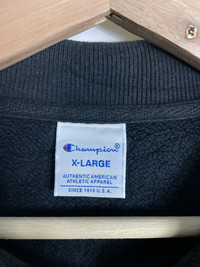 Champion
X-LARGE
AUTHENTIC AMERICAN
ATHLETIC APPAREL
SINCE 1919 U.S.A.